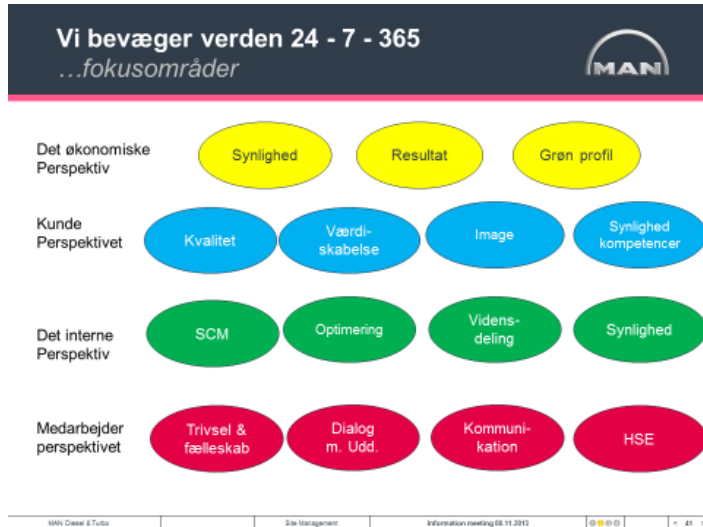 Vi bevæger verden 24 - 7 - 365
...fokusområder
MAN
Det økonomiske
Perspektiv
Synlighed
Resultat
Grøn profil
Kunde
Perspektivet
Kvalitet
Værdi-
skabelse
Image
Synlighed
kompetencer
Det interne
Perspektiv
SCM
Optimering
Videns-
deling
Synlighed
Medarbejder
perspektivet
Trivsel &
fælleskab
Dialog
m. Udd.
Kommuni-
kation
HSE
MAN Diesel & Turbo
Site Management
Information meeting 08.11.2013
< 41